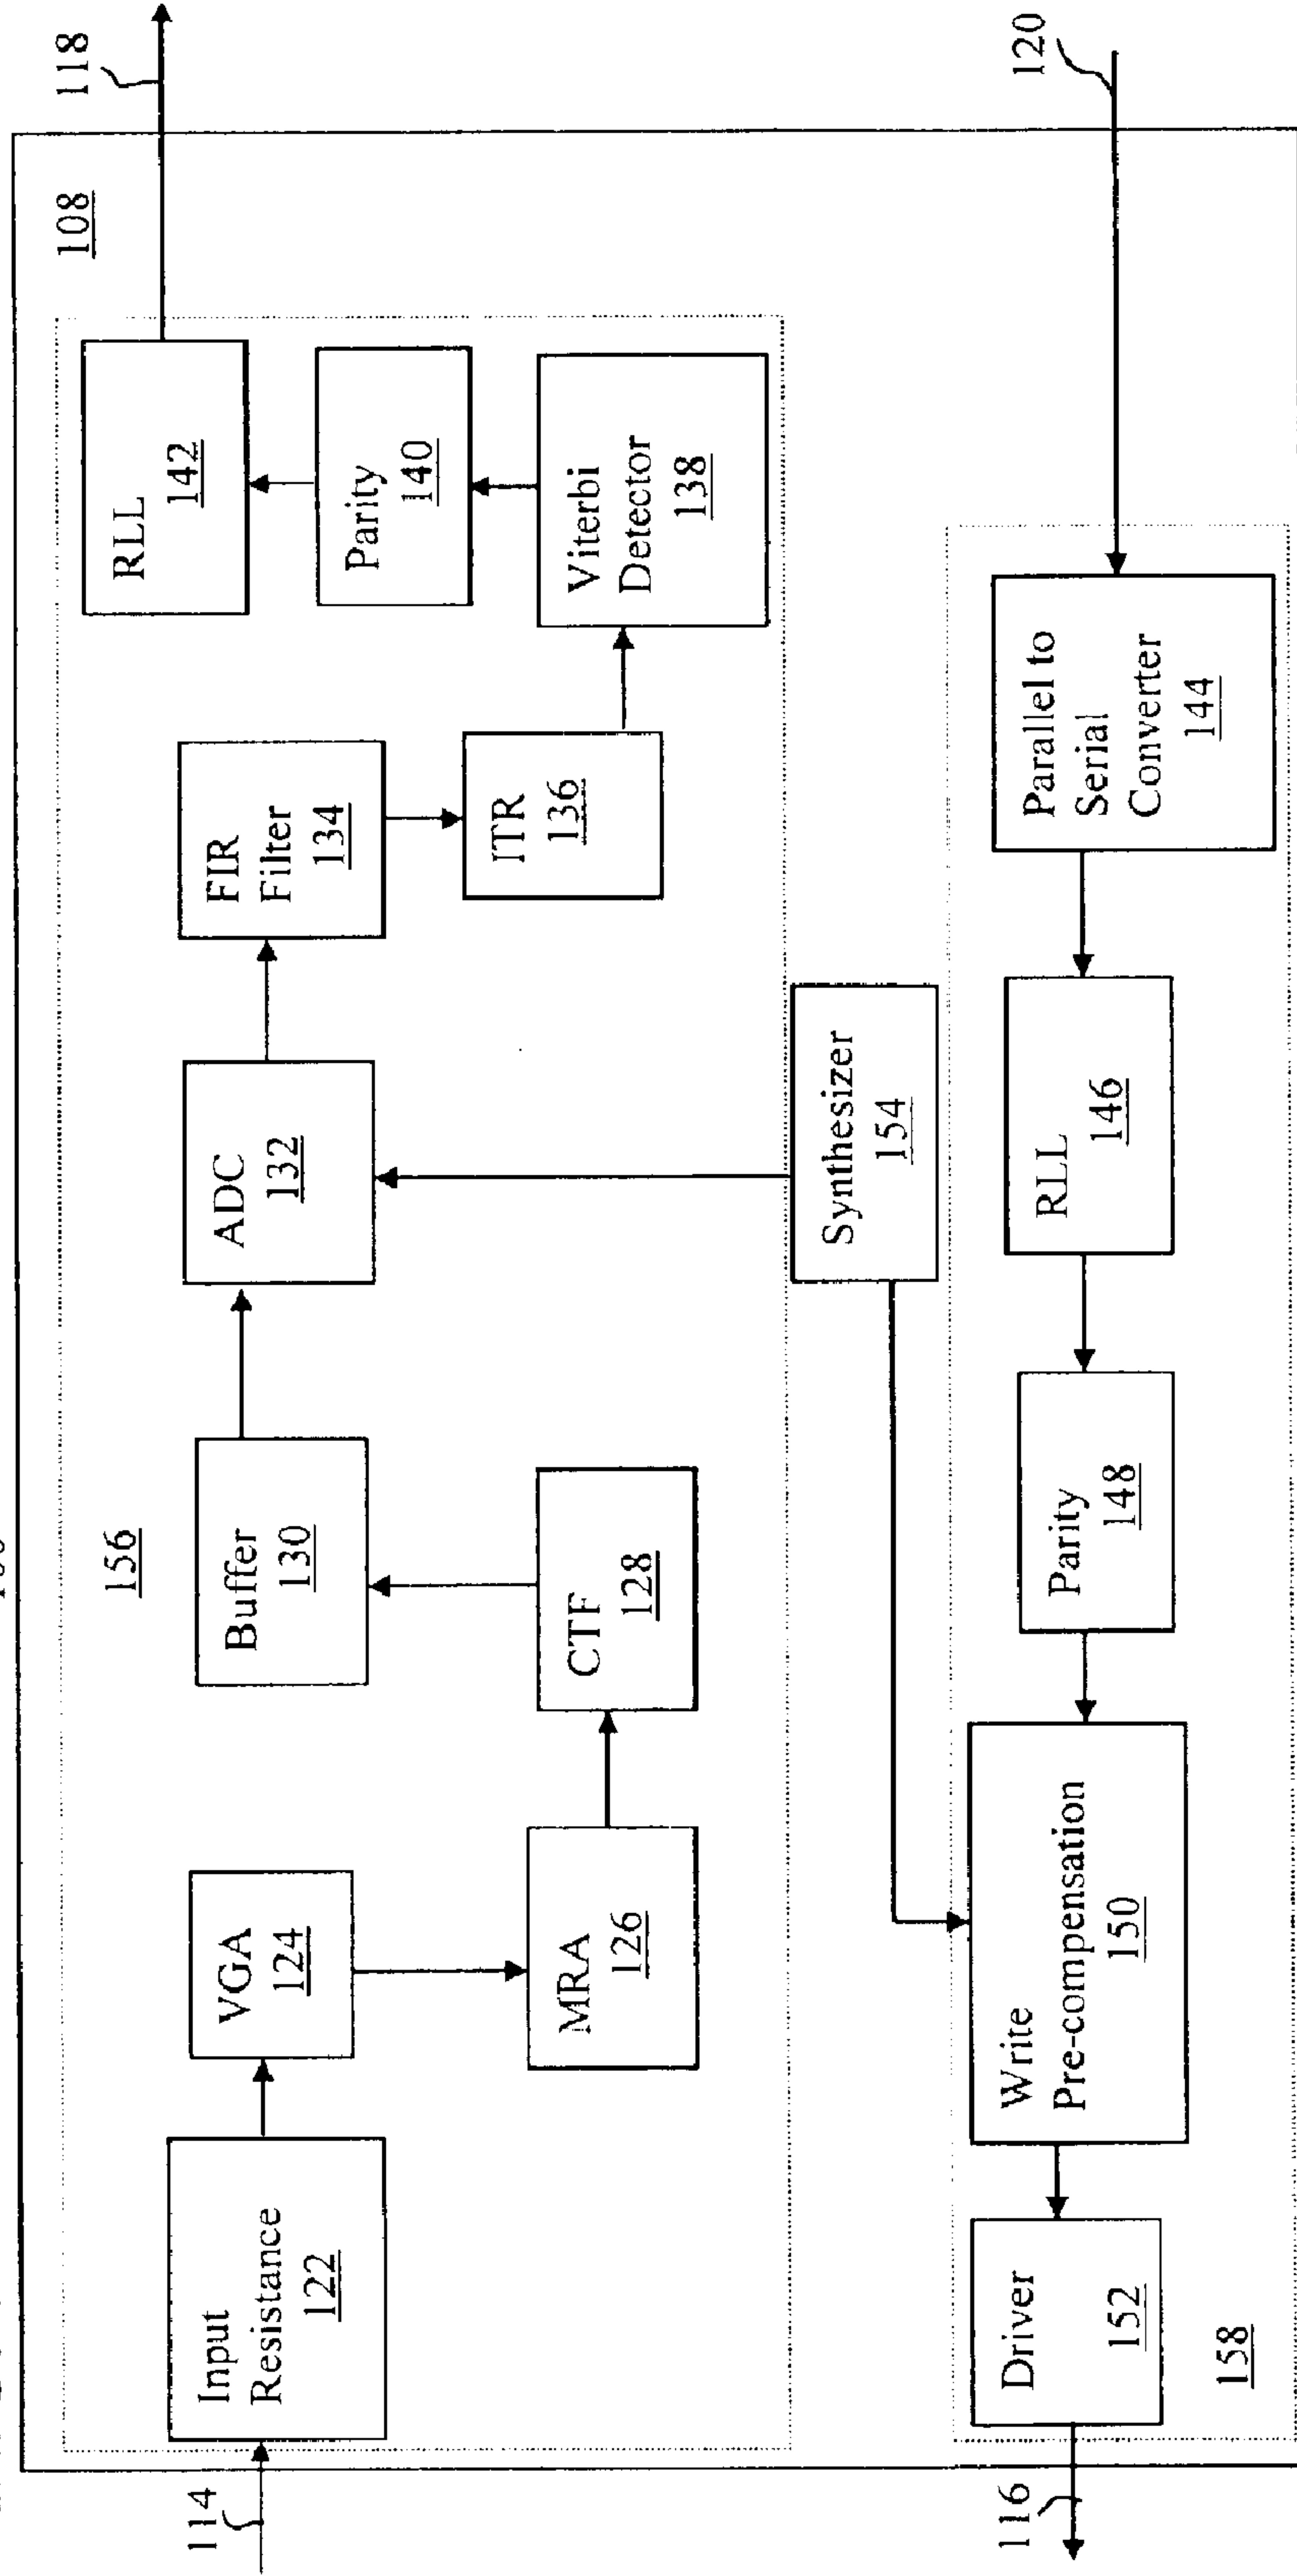 118
108
RLL
142
Parity
140
Viterbi
Detector
138
FIR
Filter
134
ITR
136
ADC
132
Buffer
130
156
CTF
128
VGA
124
MRA
126
Input
Resistance
122
114
Synthesizer
154
120
Parallel to
Serial
Converter
144
RLL
146
Parity
148
Write
Pre-compensation
150
Driver
152
158
116